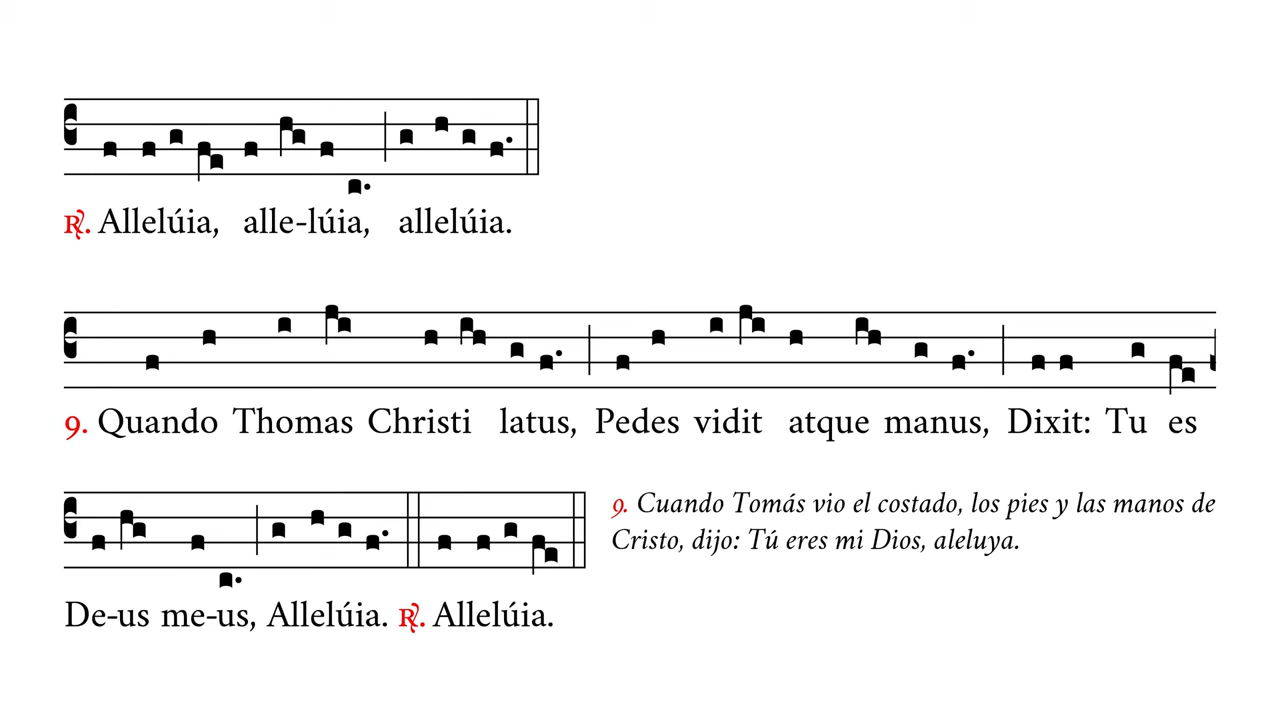 ℟. Allelúia, alle-lúia, allelúia.
9. Quando Thomas Christi latus, Pedes vidit atque manus, Dixit: Tu es
De-us me-us, Allelúia. ℟. Allelúia.
9. Cuando Tomás vio el costado, los pies y las manos de
Cristo, dijo: Tú eres mi Dios, aleluya.